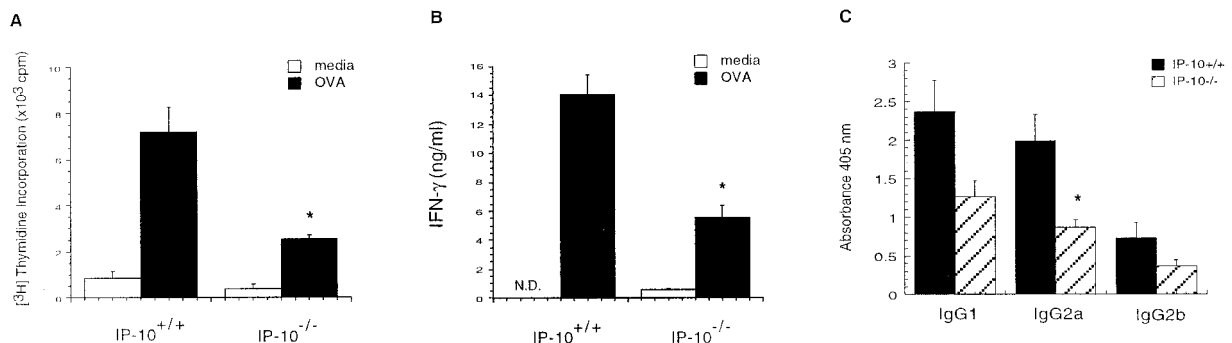 A
[³H] Thymidine Incorporation (x10³ cpm)
10
8
6
4
2
0
media
OVA
*
IP-10+/+
IP-10-/-
B
IFN-γ (ng/ml)
16
14
12
10
8
6
4
2
0
media
OVA
N.D.
*
IP-10+/+
IP-10-/-
C
Absorbance 405 nm
3
2.5
2
1.5
1
0.5
0
IP-10+/+
IP-10-/-
*
IgG1
IgG2a
IgG2b